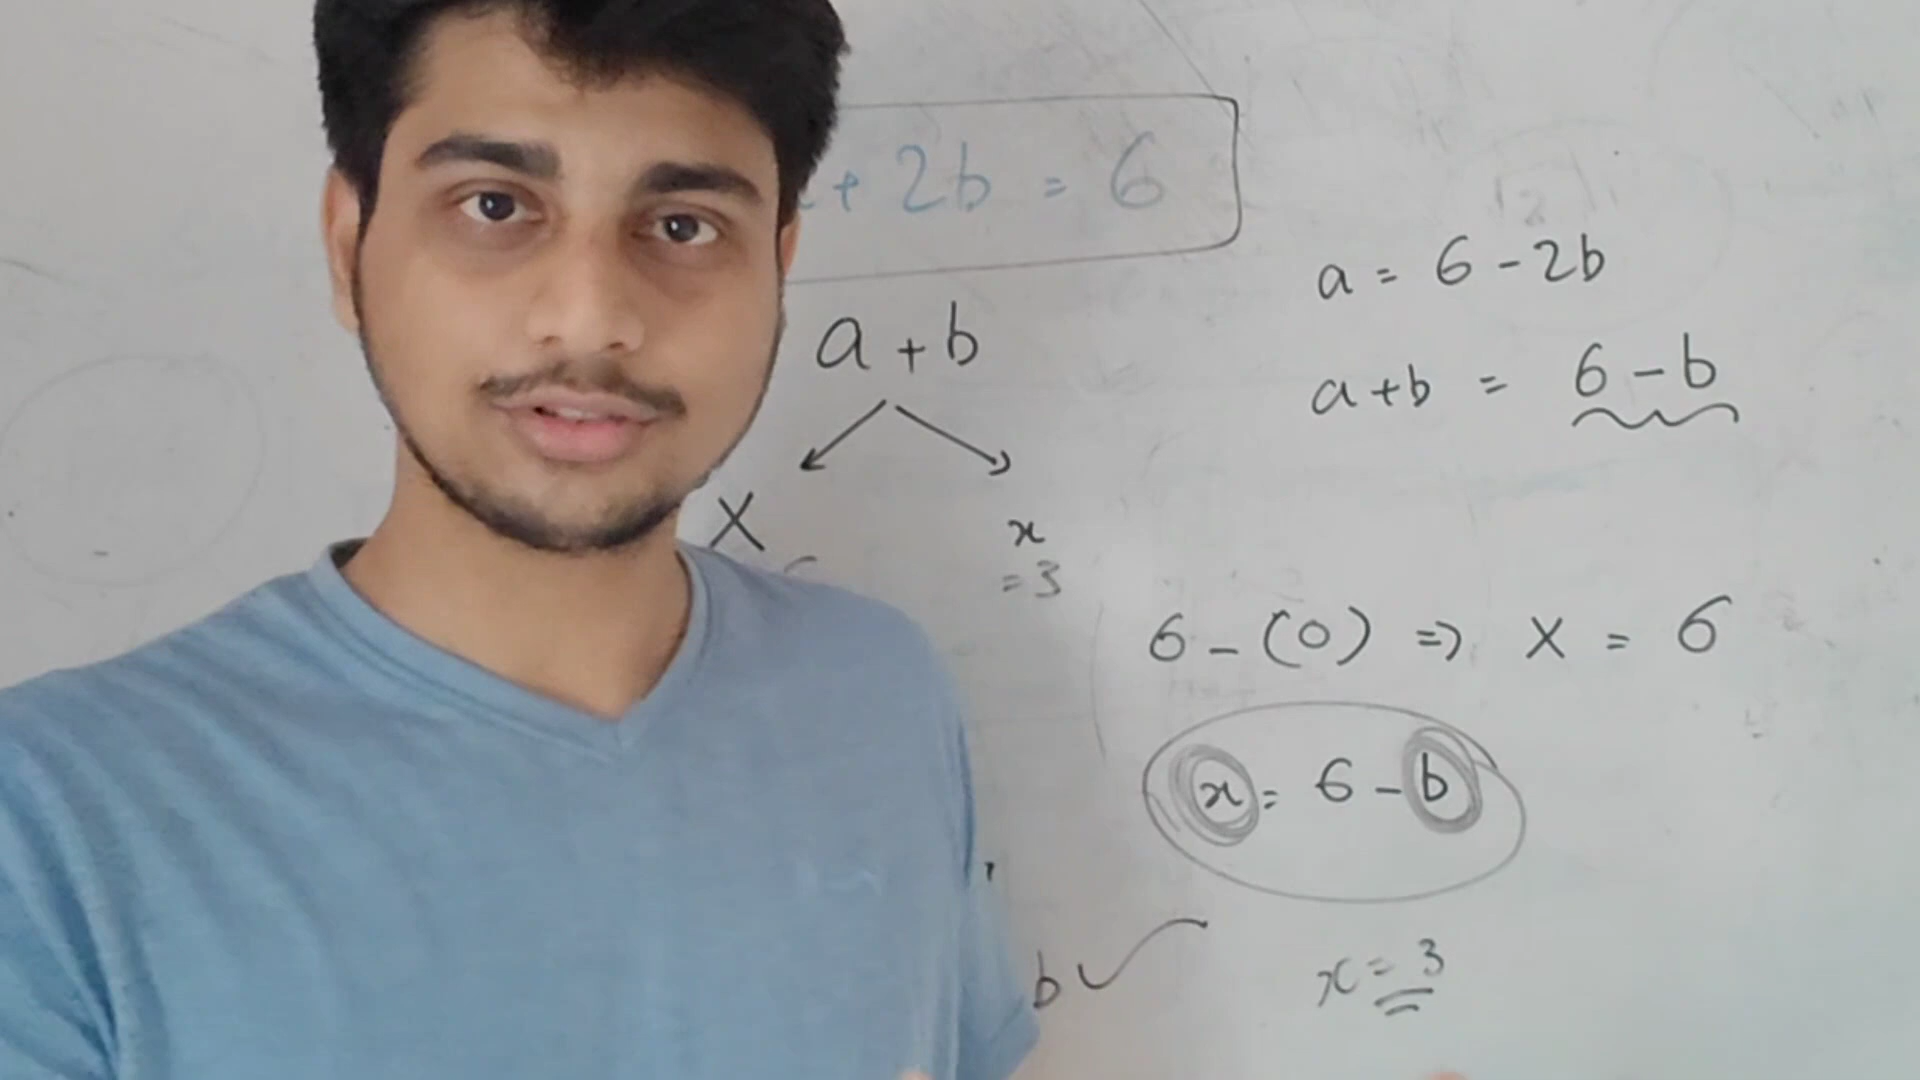 + 2b = 6
a = 6 - 2b
a + b
a + b = 6 - b
X
x
= 3
6 - (0) => X = 6
x = 6 - b
b
x = 3